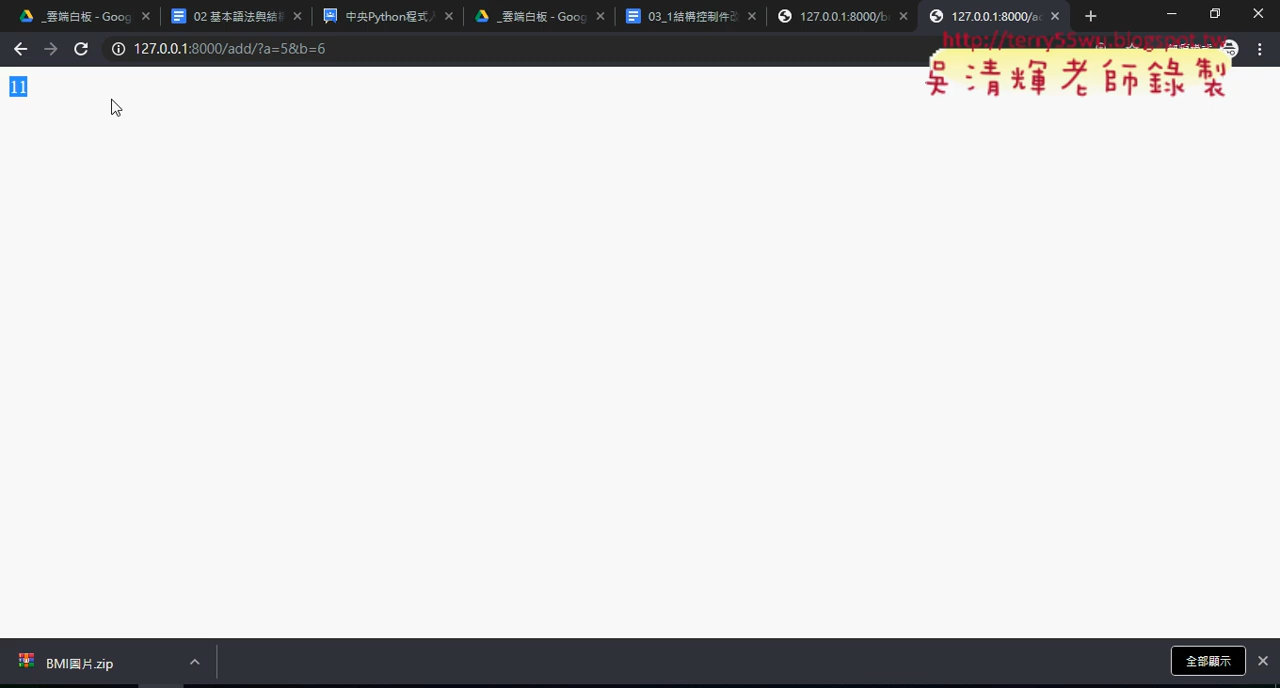 _雲端白板 - Goog
02 基本語法與結
中央Python程式
_雲端白板 - Goog
03_1結構控制件改
127.0.0.1:8000/b
127.0.0.1:8000/ad
127.0.0.1:8000/add/?a=5&b=6
http://terry55wu.blogspot.tw
吳清輝老師錄製
11
BMI圖片.zip
全部顯示